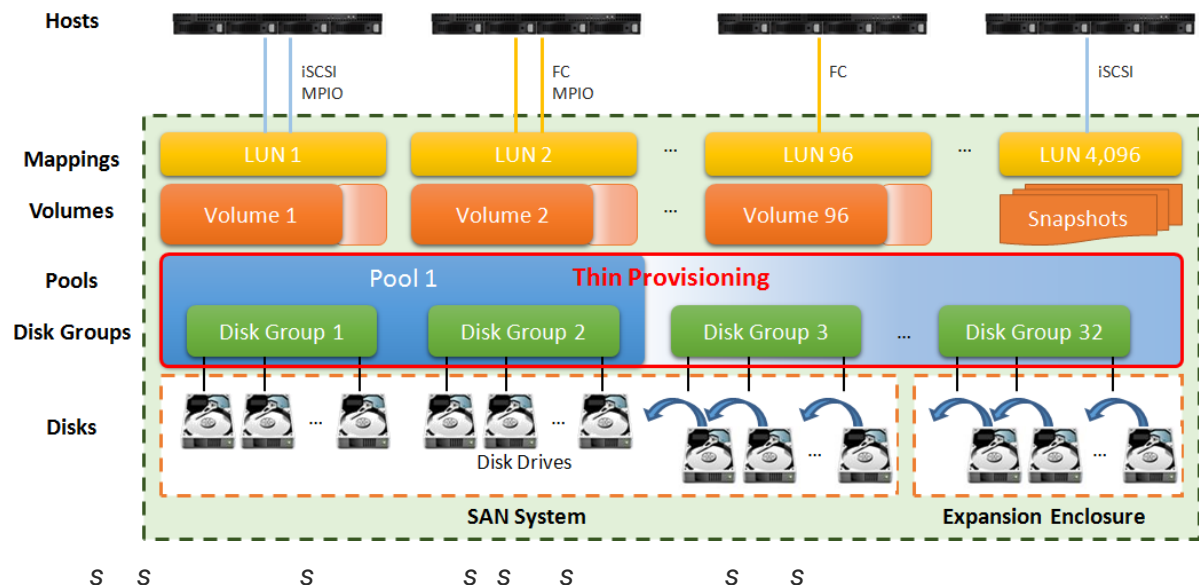 Hosts
iSCSI
MPIO
FC
MPIO
FC
iSCSI
Mappings
LUN 1
LUN 2
...
LUN 96
...
LUN 4,096
Volumes
Volume 1
Volume 2
...
Volume 96
Snapshots
Pools
Pool 1
Thin Provisioning
Disk Groups
Disk Group 1
Disk Group 2
Disk Group 3
...
Disk Group 32
Disks
...
...
...
...
Disk Drives
SAN System
Expansion Enclosure
s s s s s s s s